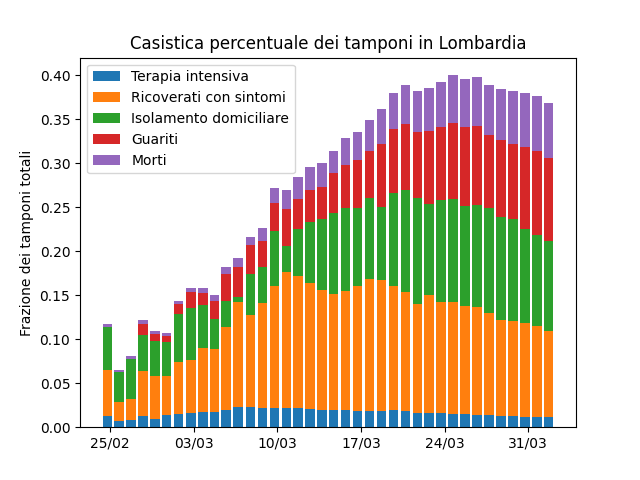 Casistica percentuale dei tamponi in Lombardia
0.40
0.35
0.30
0.25
0.20
0.15
0.10
0.05
0.00
Frazione dei tamponi totali
Terapia intensiva
Ricoverati con sintomi
Isolamento domiciliare
Guariti
Morti
25/02 03/03 10/03 17/03 24/03 31/03